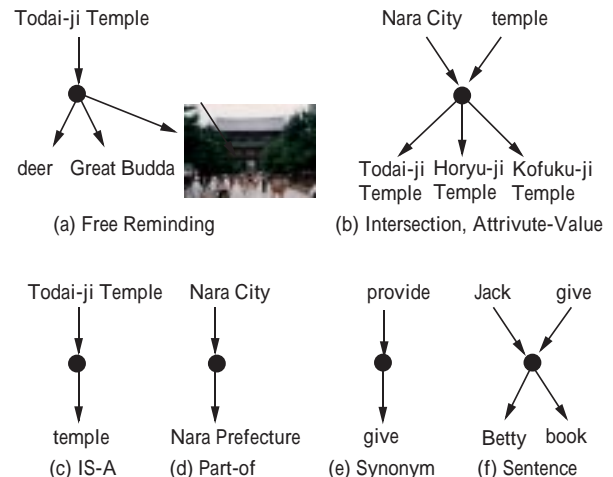 Todai-ji Temple
deer Great Budda
(a) Free Reminding
Nara City temple
Todai-ji Horyu-ji Kofuku-ji
Temple Temple Temple
(b) Intersection, Attrivute-Value
Todai-ji Temple
temple
(c) IS-A
Nara City
Nara Prefecture
(d) Part-of
provide
give
(e) Synonym
Jack give
Betty book
(f) Sentence